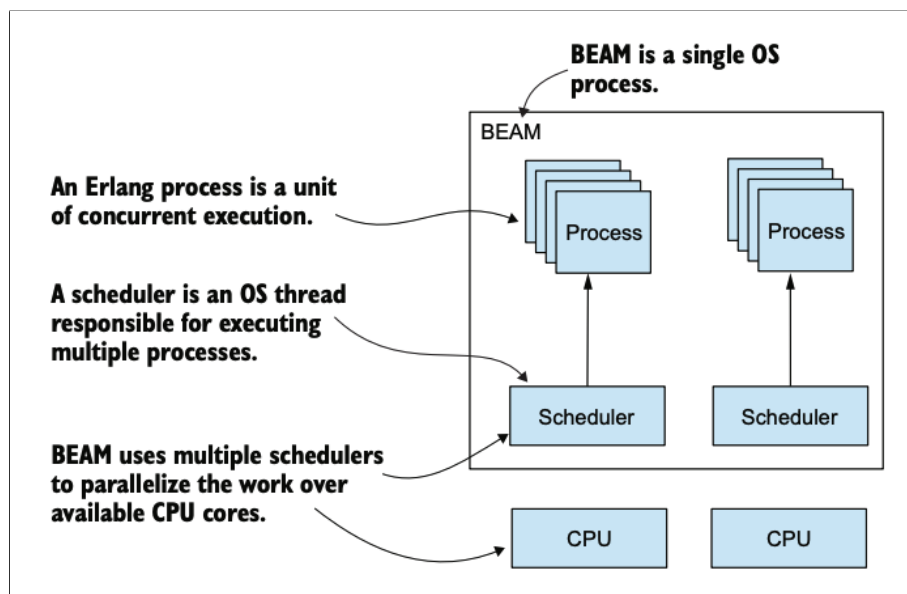 BEAM is a single OS
process.
BEAM
An Erlang process is a unit
of concurrent execution.
Process
Process
A scheduler is an OS thread
responsible for executing
multiple processes.
Scheduler
Scheduler
BEAM uses multiple schedulers
to parallelize the work over
available CPU cores.
CPU
CPU